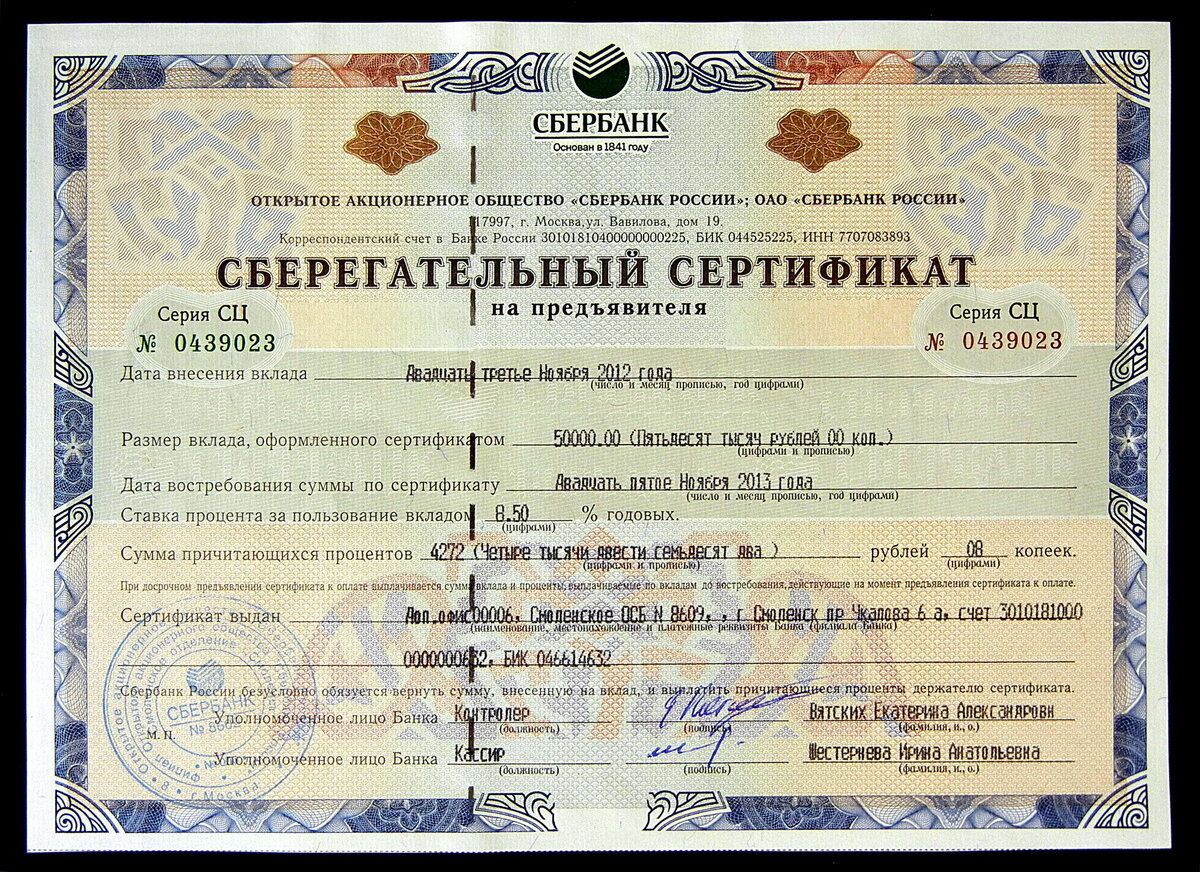 СБЕРБАНК
Основан в 1841 году
ОТКРЫТОЕ АКЦИОНЕРНОЕ ОБЩЕСТВО «СБЕРБАНК РОССИИ»; ОАО «СБЕРБАНК РОССИИ»
117997, г. Москва, ул. Вавилова, дом 19.
Корреспондентский счет в Банке России 30101810400000000225, БИК 044525225, ИНН 7707083893
СБЕРЕГАТЕЛЬНЫЙ СЕРТИФИКАТ
на предъявителя
Серия СЦ
№ 0439023
Серия СЦ
№ 0439023
Дата внесения вклада Двадцать третье Ноября 2012 года
(число и месяц прописью, год цифрами)
Размер вклада, оформленного сертификатом 50000.00 (Пятьдесят тысяч рублей 00 коп.)
(цифрами и прописью)
Дата востребования суммы по сертификату Двадцать пятое Ноября 2013 года
(число и месяц прописью, год цифрами)
Ставка процента за пользование вкладом 8.50 % годовых.
(цифрами)
Сумма причитающихся процентов 4272 (Четыре тысячи двести семьдесят два ) рублей 08 копеек.
(цифрами и прописью) (цифрами)
При досрочном предъявлении сертификата к оплате выплачивается сумма вклада и проценты, выплачиваемые по вкладам до востребования, действующие на момент предъявления сертификата к оплате.
Сертификат выдан Доп.офис00006, Смоленское ОСБ N 8609, , г Смоленск пр Чкалова 6 а, счет 3010181000
(наименование, местонахождение и платежные реквизиты Банка (филиала Банка)
0000000632, БИК 046614632
Сбербанк России безусловно обязуется вернуть сумму, внесенную на вклад, и выплатить причитающиеся проценты держателю сертификата.
Уполномоченное лицо Банка Контролер Вятских Екатерина Александровн
(должность) (подпись) (фамилия, и., о.)
М. П.
Уполномоченное лицо Банка Кассир Шестернева Ирина Анатольевна
(должность) (подпись) (фамилия, и., о.)
СБЕРБАНК
г Москва